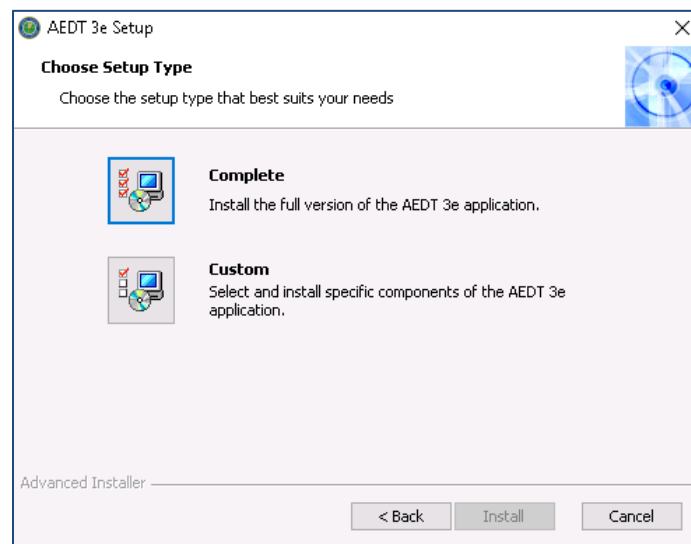 AEDT 3e Setup
Choose Setup Type
Choose the setup type that best suits your needs
Complete
Install the full version of the AEDT 3e application.
Custom
Select and install specific components of the AEDT 3e
application.
Advanced Installer
< Back
Install
Cancel